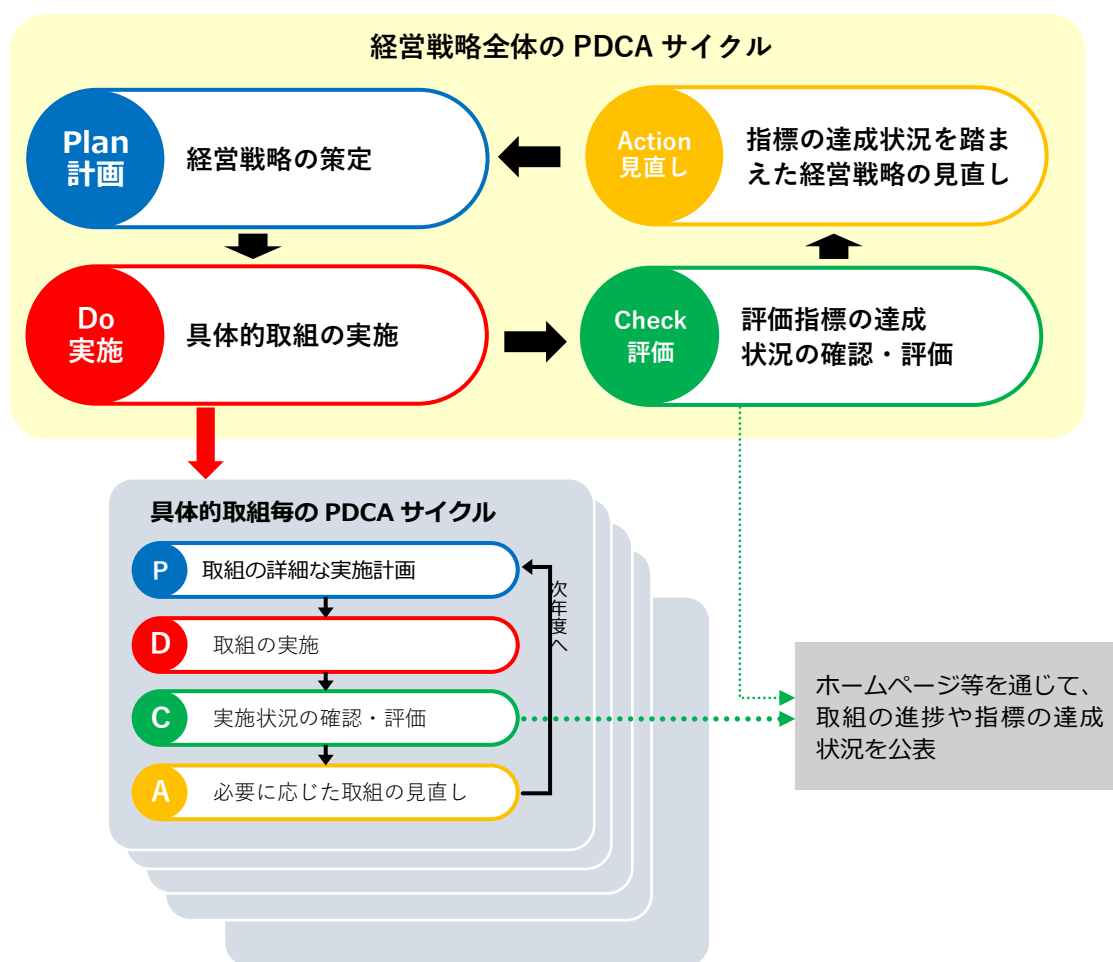 経営戦略全体の PDCA サイクル
Plan
計画
経営戦略の策定
Action
見直し
指標の達成状況を踏ま
えた経営戦略の見直し
Do
実施
具体的取組の実施
Check
評価
評価指標の達成
状況の確認・評価
具体的取組毎の PDCA サイクル
P
取組の詳細な実施計画
次年度へ
D
取組の実施
C
実施状況の確認・評価
A
必要に応じた取組の見直し
ホームページ等を通じて、
取組の進捗や指標の達成
状況を公表